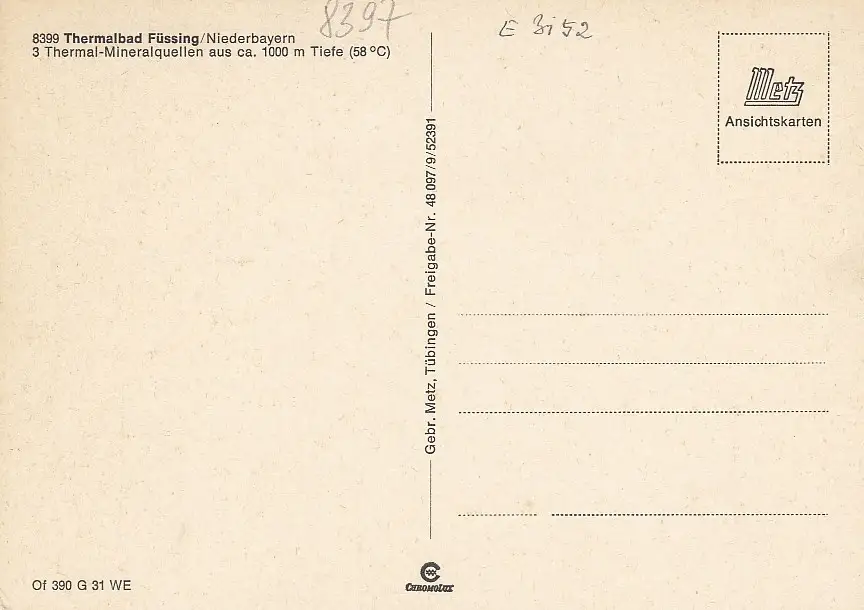 8397
E 3i52
8399 Thermalbad Füssing/Niederbayern
3 Thermal-Mineralquellen aus ca. 1000 m Tiefe (58 °C)
Metz
Ansichtskarten
Gebr. Metz, Tübingen / Freigabe-Nr. 48 097/9/52391
Of 390 G 31 WE
CHROMOLUX